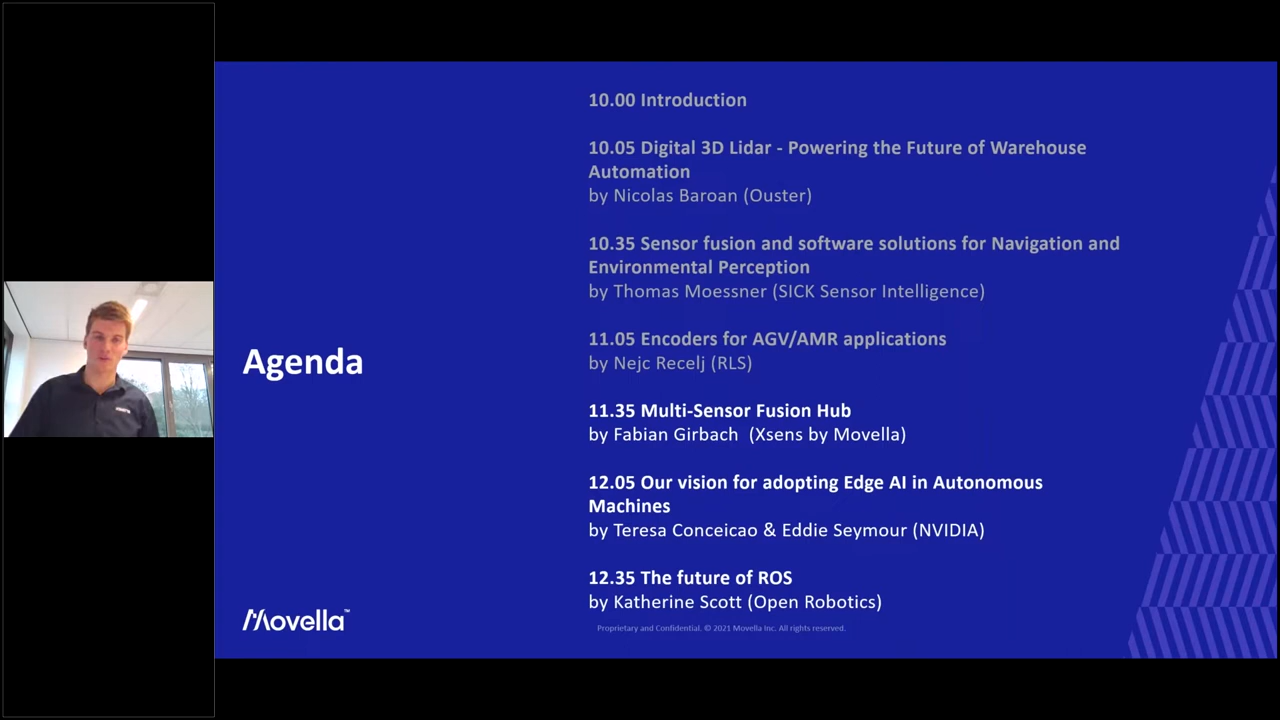 10.00 Introduction
10.05 Digital 3D Lidar - Powering the Future of Warehouse
Automation
by Nicolas Baroan (Ouster)
10.35 Sensor fusion and software solutions for Navigation and
Environmental Perception
by Thomas Moessner (SICK Sensor Intelligence)
11.05 Encoders for AGV/AMR applications
by Nejc Recelj (RLS)
Agenda
11.35 Multi-Sensor Fusion Hub
by Fabian Girbach (Xsens by Movella)
12.05 Our vision for adopting Edge AI in Autonomous
Machines
by Teresa Conceicao & Eddie Seymour (NVIDIA)
12.35 The future of ROS
by Katherine Scott (Open Robotics)
Movella™
Proprietary and Confidential. © 2021 Movella Inc. All rights reserved.